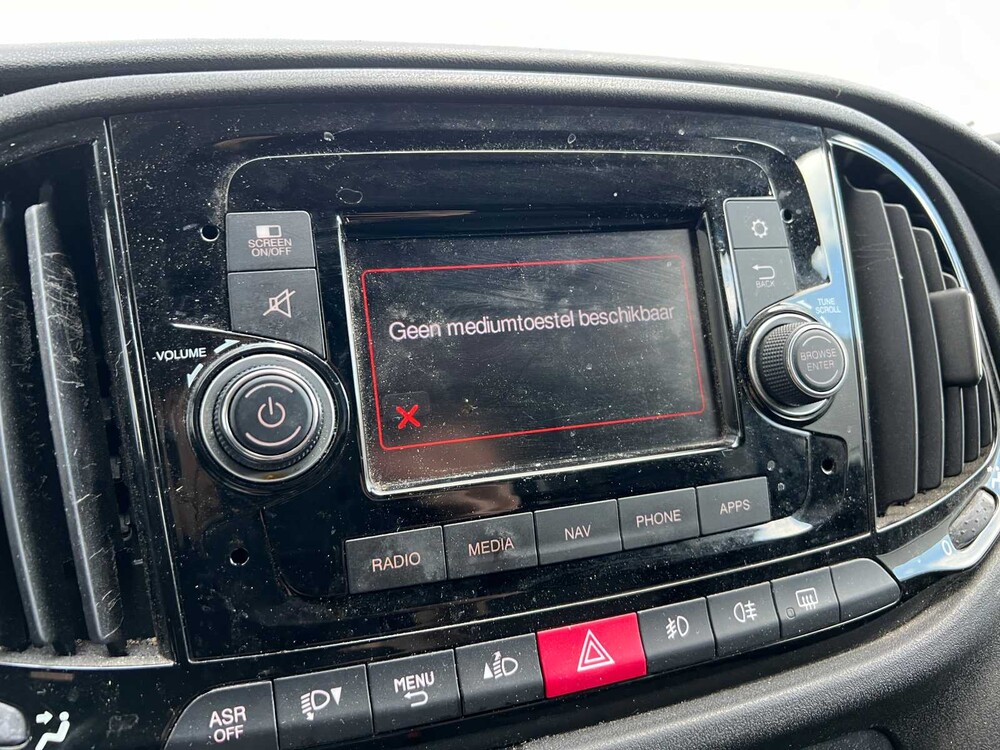 SCREEN
ON/OFF
BACK
Geen mediumtoestel beschikbaar
VOLUME
TUNE
SCROLL
BROWSE
ENTER
RADIO
MEDIA
NAV
PHONE
APPS
0
MENU
ASR
OFF